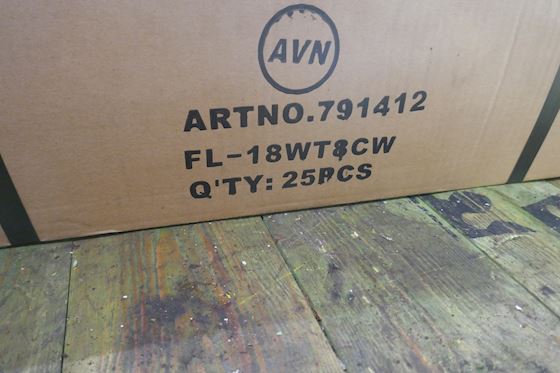 AVN
ARTNO.791412
FL-18WT8CW
Q'TY: 25PCS